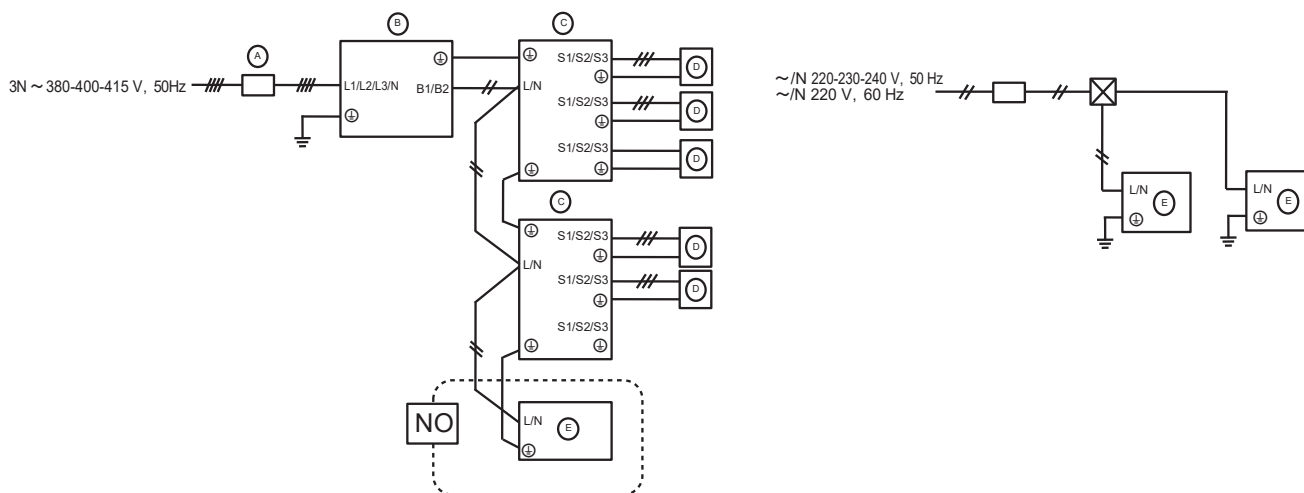 3N ~ 380-400-415 V, 50Hz
A
B
L1/L2/L3/N
B1/B2
C
L/N
S1/S2/S3
D
S1/S2/S3
D
S1/S2/S3
D
C
L/N
S1/S2/S3
D
S1/S2/S3
D
S1/S2/S3
NO
L/N
E
~/N 220-230-240 V, 50 Hz
~/N 220 V, 60 Hz
L/N
E
L/N
E